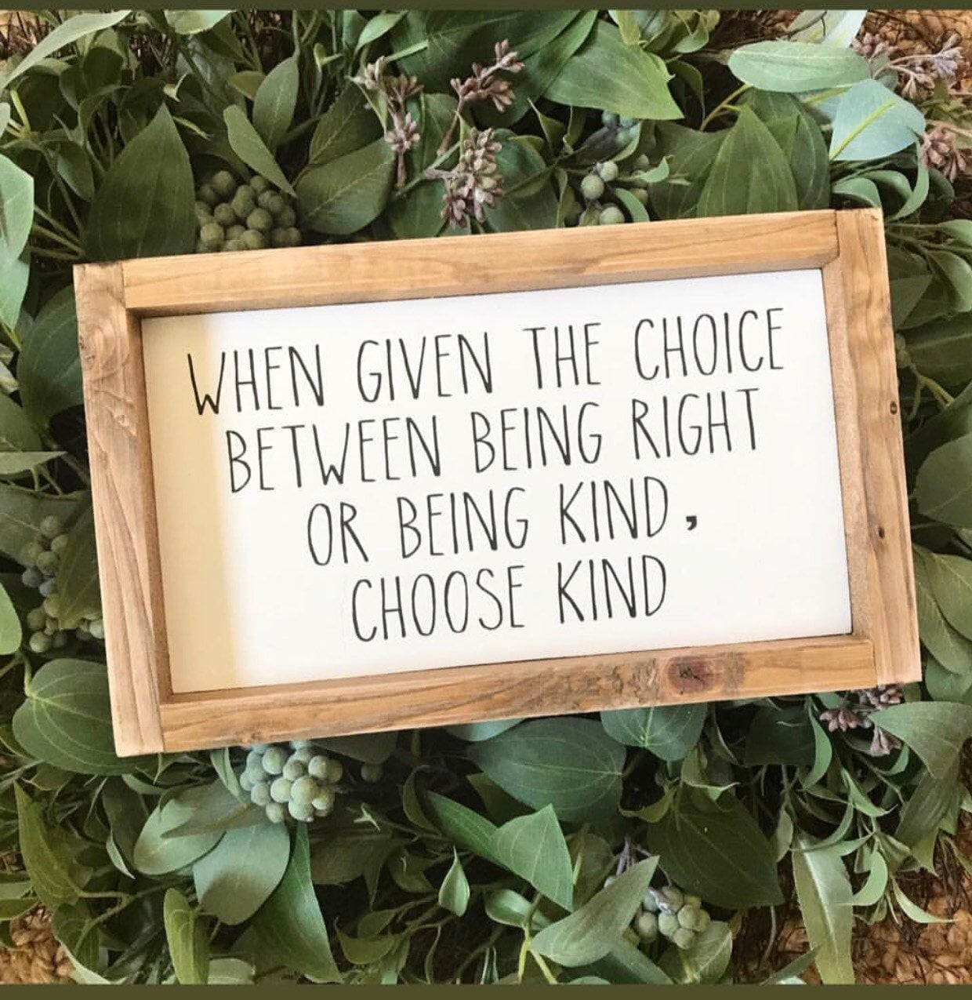 WHEN GIVEN THE CHOICE
BETWEEN BEING RIGHT
OR BEING KIND,
CHOOSE KIND